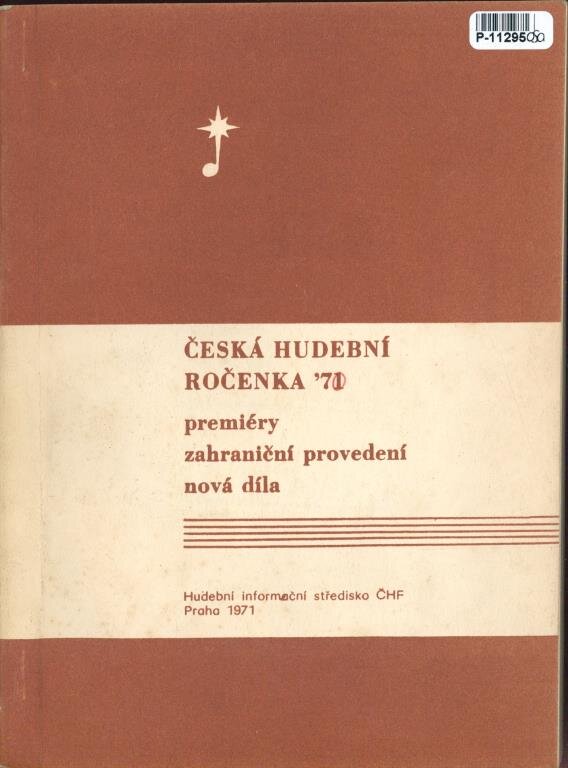 P-11295
ČESKÁ HUDEBNÍ
ROČENKA '71
premiéry
zahraniční provedení
nová díla
Hudební informační středisko ČHF
Praha 1971